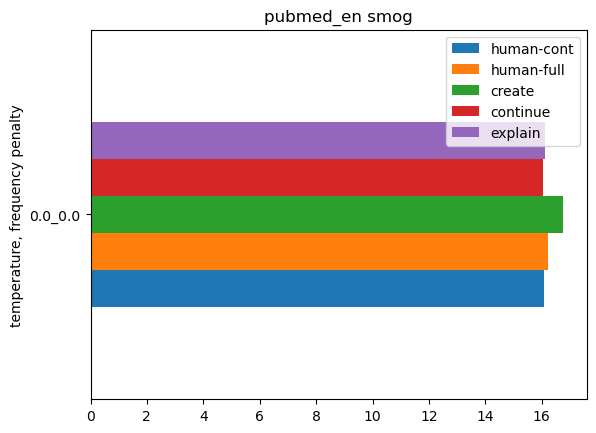 pubmed_en smog
human-cont
human-full
create
continue
explain
temperature, frequency penalty
0.0_0.0
0 2 4 6 8 10 12 14 16